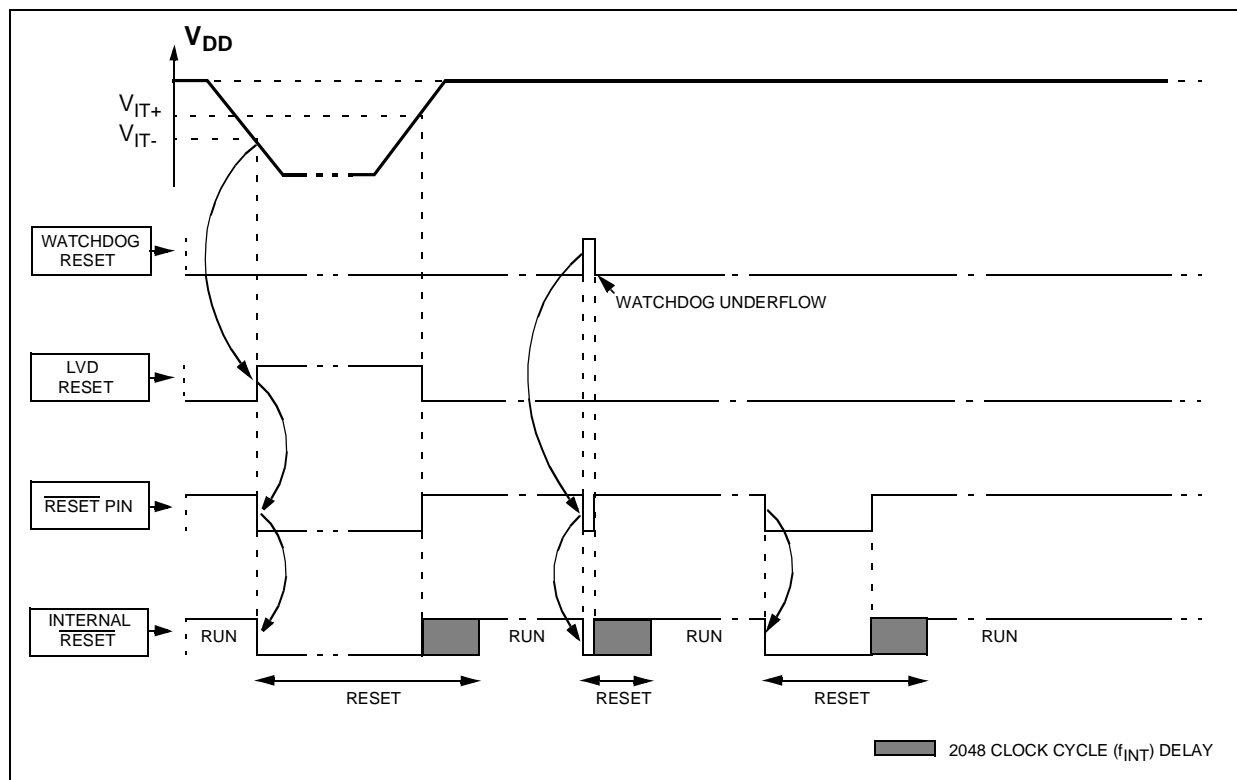 VDD
VIT+
VIT-
WATCHDOG
RESET
WATCHDOG UNDERFLOW
LVD
RESET
RESET PIN
INTERNAL
RESET
RUN
RUN
RUN
RUN
RESET
RESET
RESET
2048 CLOCK CYCLE (fINT) DELAY